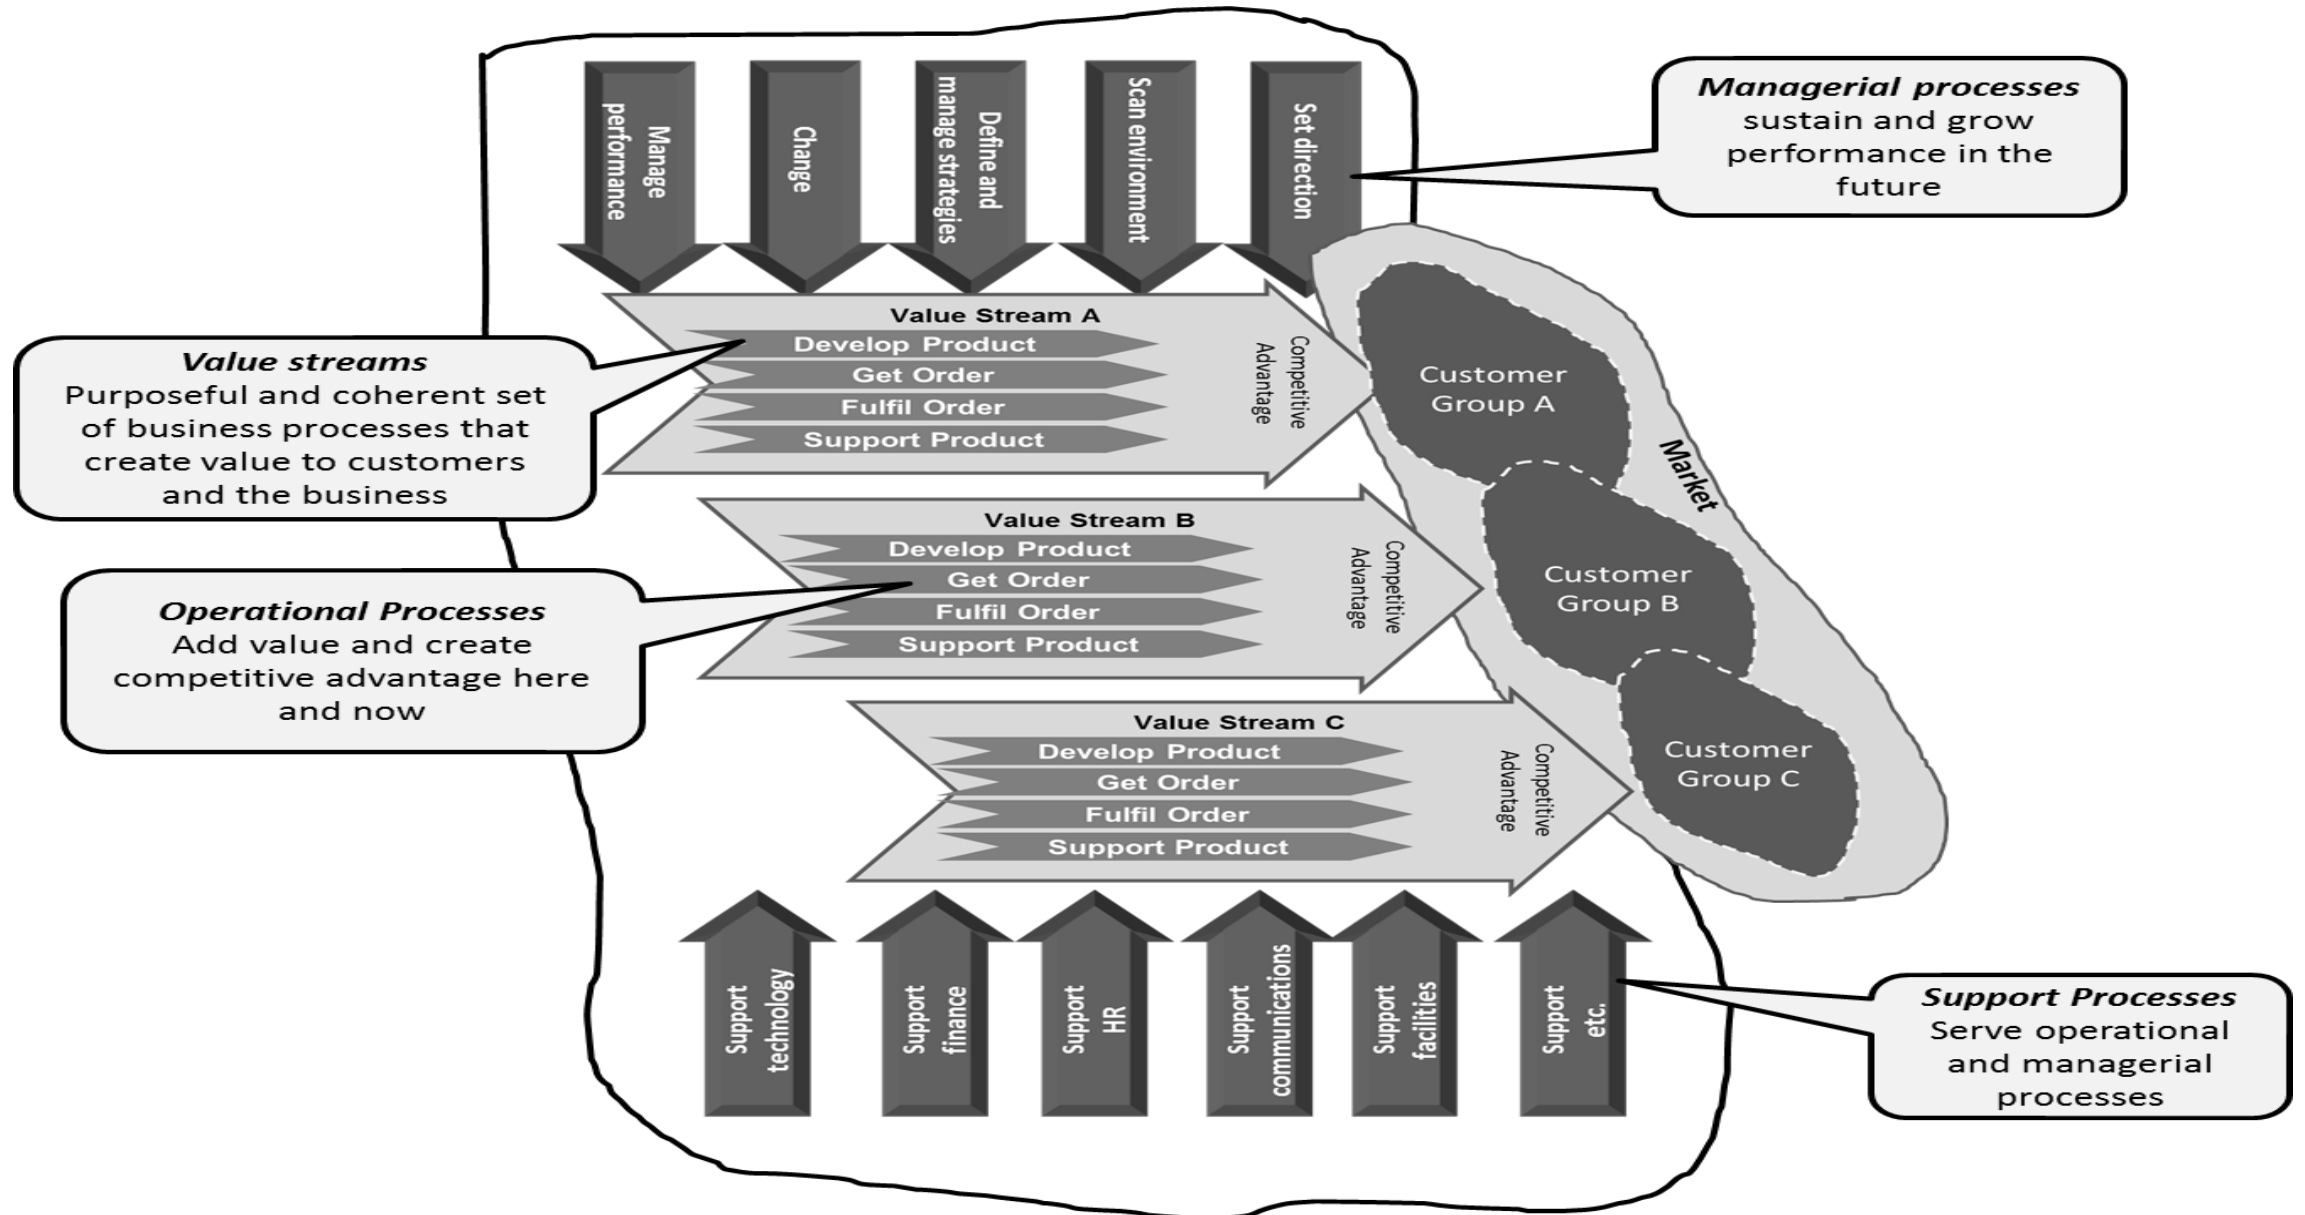 Manage
performance
Change
Define and
manage strategies
Scan environment
Set direction
Managerial processes
sustain and grow
performance in the
future
Value streams
Purposeful and coherent set
of business processes that
create value to customers
and the business
Value Stream A
Develop Product
Get Order
Fulfil Order
Support Product
Competitive
Advantage
Customer
Group A
Market
Operational Processes
Add value and create
competitive advantage here
and now
Value Stream B
Develop Product
Get Order
Fulfil Order
Support Product
Competitive
Advantage
Customer
Group B
Value Stream C
Develop Product
Get Order
Fulfil Order
Support Product
Competitive
Advantage
Customer
Group C
Support
technology
Support
finance
Support
HR
Support
communications
Support
facilities
Support
etc.
Support Processes
Serve operational
and managerial
processes